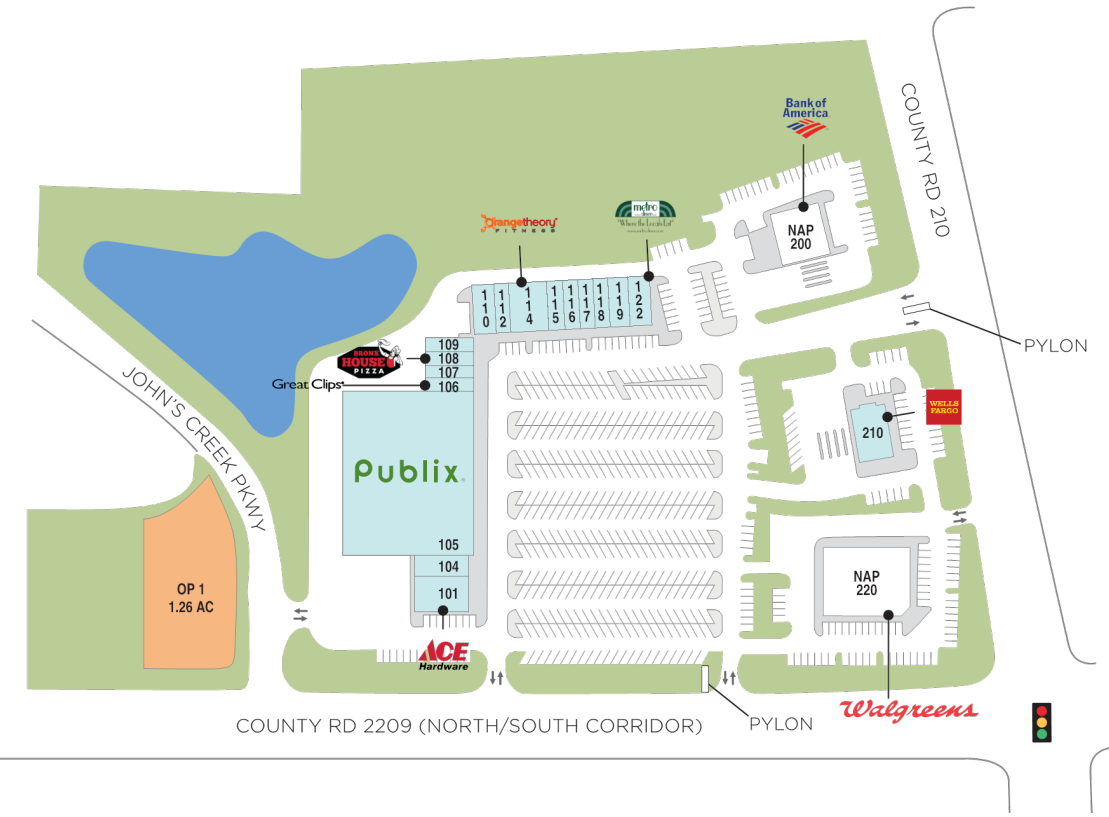 Bank of
America
COUNTY RD 210
NAP
200
Orangetheory
FITNESS
metro
diner
"Where the Locals Eat"
110
112
114
115
116
117
118
119
122
PYLON
109
BRONX
HOUSE
PIZZA
108
107
Great Clips
106
WELLS
FARGO
210
JOHN'S CREEK PKWY
Publix
105
104
101
NAP
220
OP 1
1.26 AC
ACE
Hardware
Walgreens
COUNTY RD 2209 (NORTH/SOUTH CORRIDOR)
PYLON